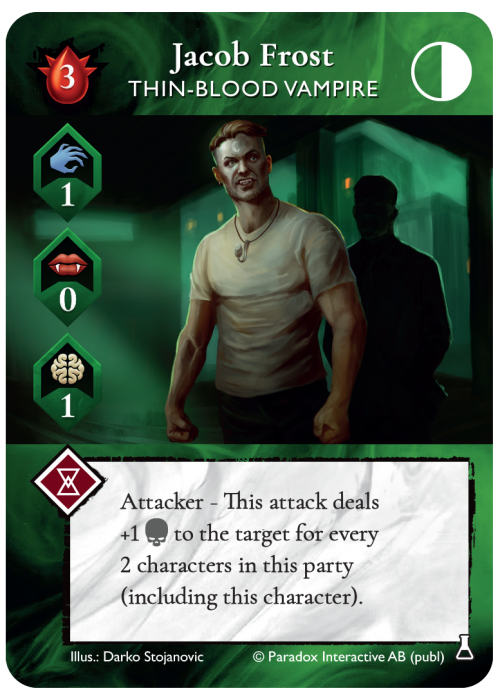 3
Jacob Frost
THIN-BLOOD VAMPIRE
1
0
1
Attacker - This attack deals
+1 to the target for every
2 characters in this party
(including this character).
Illus.: Darko Stojanovic © Paradox Interactive AB (publ)